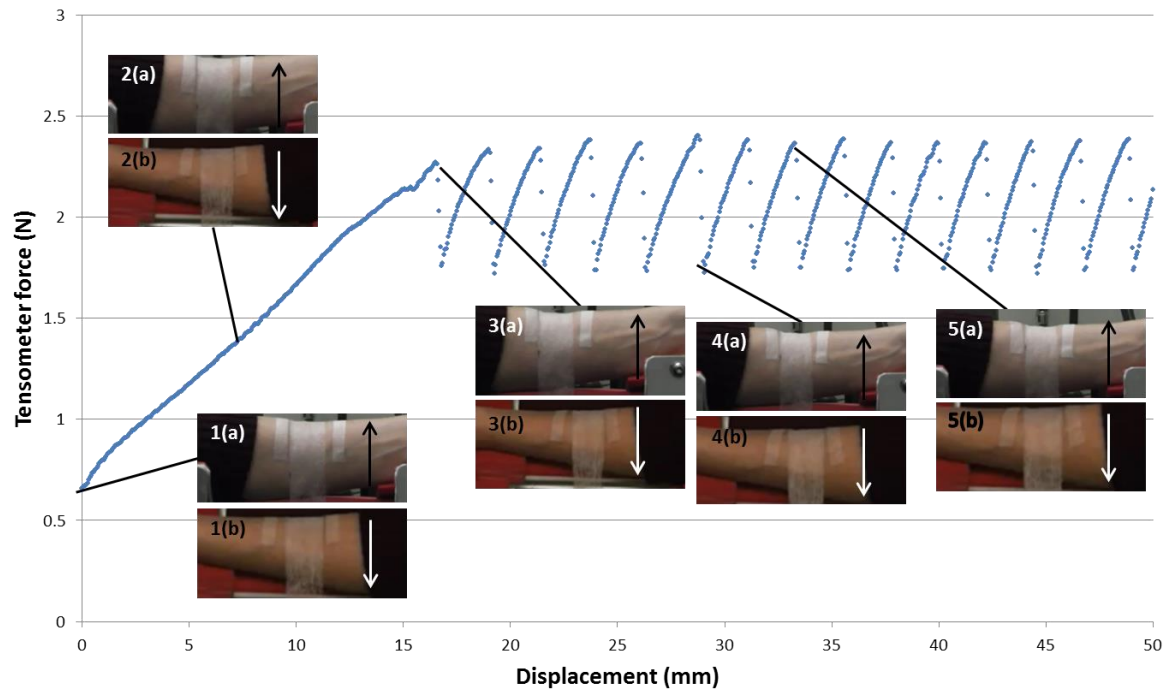 3
2.5
2
1.5
1
0.5
0
Tensometer force (N)
2(a)
2(b)
1(a)
1(b)
3(a)
3(b)
4(a)
4(b)
5(a)
5(b)
0 5 10 15 20 25 30 35 40 45 50
Displacement (mm)